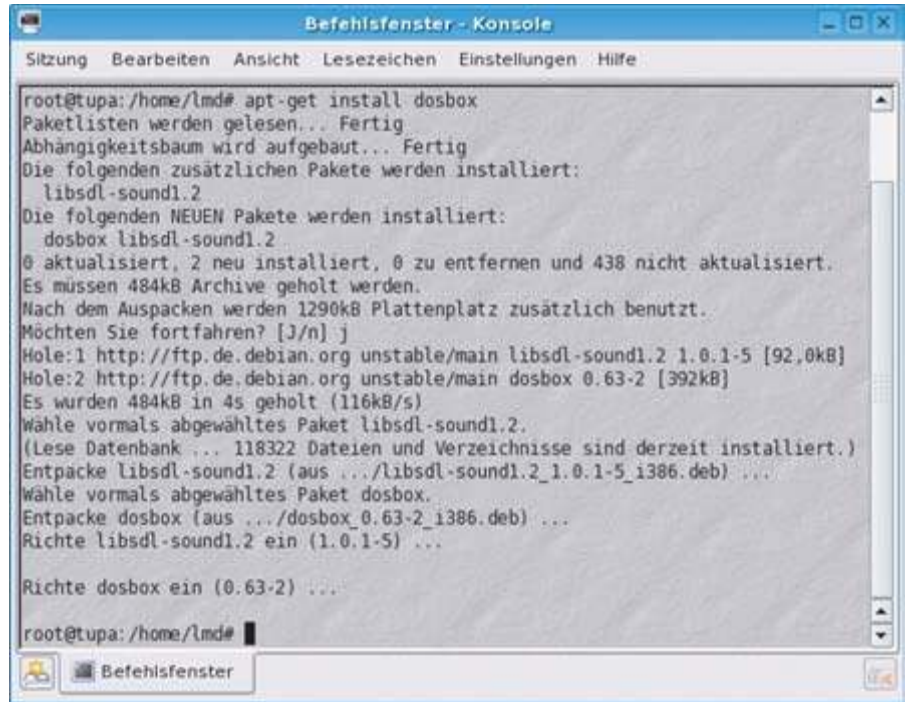 Befehlsfenster - Konsole
Sitzung Bearbeiten Ansicht Lesezeichen Einstellungen Hilfe
root@tupa:/home/lmd# apt-get install dosbox
Paketlisten werden gelesen... Fertig
Abhängigkeitsbaum wird aufgebaut... Fertig
Die folgenden zusätzlichen Pakete werden installiert:
  libsdl-sound1.2
Die folgenden NEUEN Pakete werden installiert:
  dosbox libsdl-sound1.2
0 aktualisiert, 2 neu installiert, 0 zu entfernen und 438 nicht aktualisiert.
Es müssen 484kB Archive geholt werden.
Nach dem Auspacken werden 1290kB Plattenplatz zusätzlich benutzt.
Möchten Sie fortfahren? [J/n] j
Hole:1 http://ftp.de.debian.org unstable/main libsdl-sound1.2 1.0.1-5 [92,0kB]
Hole:2 http://ftp.de.debian.org unstable/main dosbox 0.63-2 [392kB]
Es wurden 484kB in 4s geholt (116kB/s)
Wähle vormals abgewähltes Paket libsdl-sound1.2.
(Lese Datenbank ... 118322 Dateien und Verzeichnisse sind derzeit installiert.)
Entpacke libsdl-sound1.2 (aus .../libsdl-sound1.2_1.0.1-5_i386.deb) ...
Wähle vormals abgewähltes Paket dosbox.
Entpacke dosbox (aus .../dosbox_0.63-2_i386.deb) ...
Richte libsdl-sound1.2 ein (1.0.1-5) ...
Richte dosbox ein (0.63-2) ...
root@tupa:/home/lmd#
Befehlsfenster